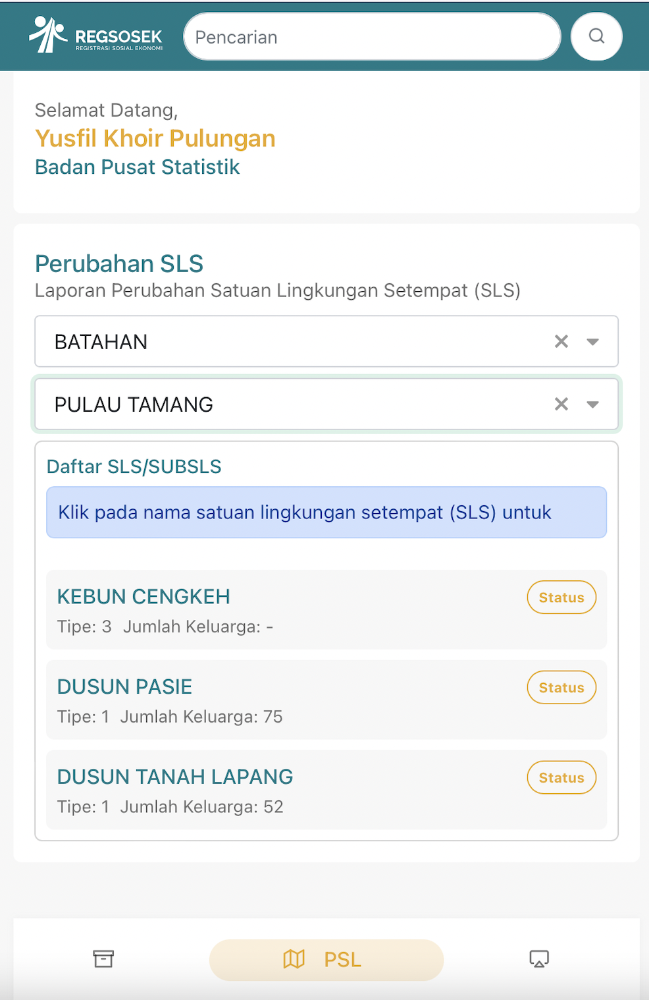 REGSOSEK
REGISTRASI SOSIAL EKONOMI
Pencarian
Selamat Datang,
Yusfil Khoir Pulungan
Badan Pusat Statistik
Perubahan SLS
Laporan Perubahan Satuan Lingkungan Setempat (SLS)
BATAHAN
PULAU TAMANG
Daftar SLS/SUBSLS
Klik pada nama satuan lingkungan setempat (SLS) untuk
KEBUN CENGKEH
Status
Tipe: 3 Jumlah Keluarga: -
DUSUN PASIE
Status
Tipe: 1 Jumlah Keluarga: 75
DUSUN TANAH LAPANG
Status
Tipe: 1 Jumlah Keluarga: 52
PSL